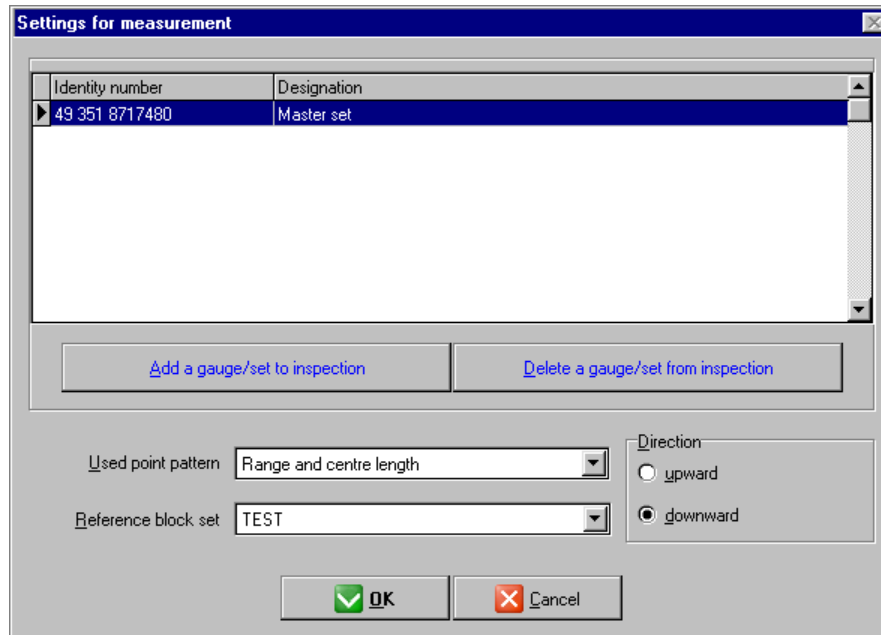 Settings for measurement
Identity number Designation
49 351 8717480 Master set
Add a gauge/set to inspection Delete a gauge/set from inspection
Direction
Used point pattern Range and centre length
upward
Reference block set TEST
downward
OK Cancel